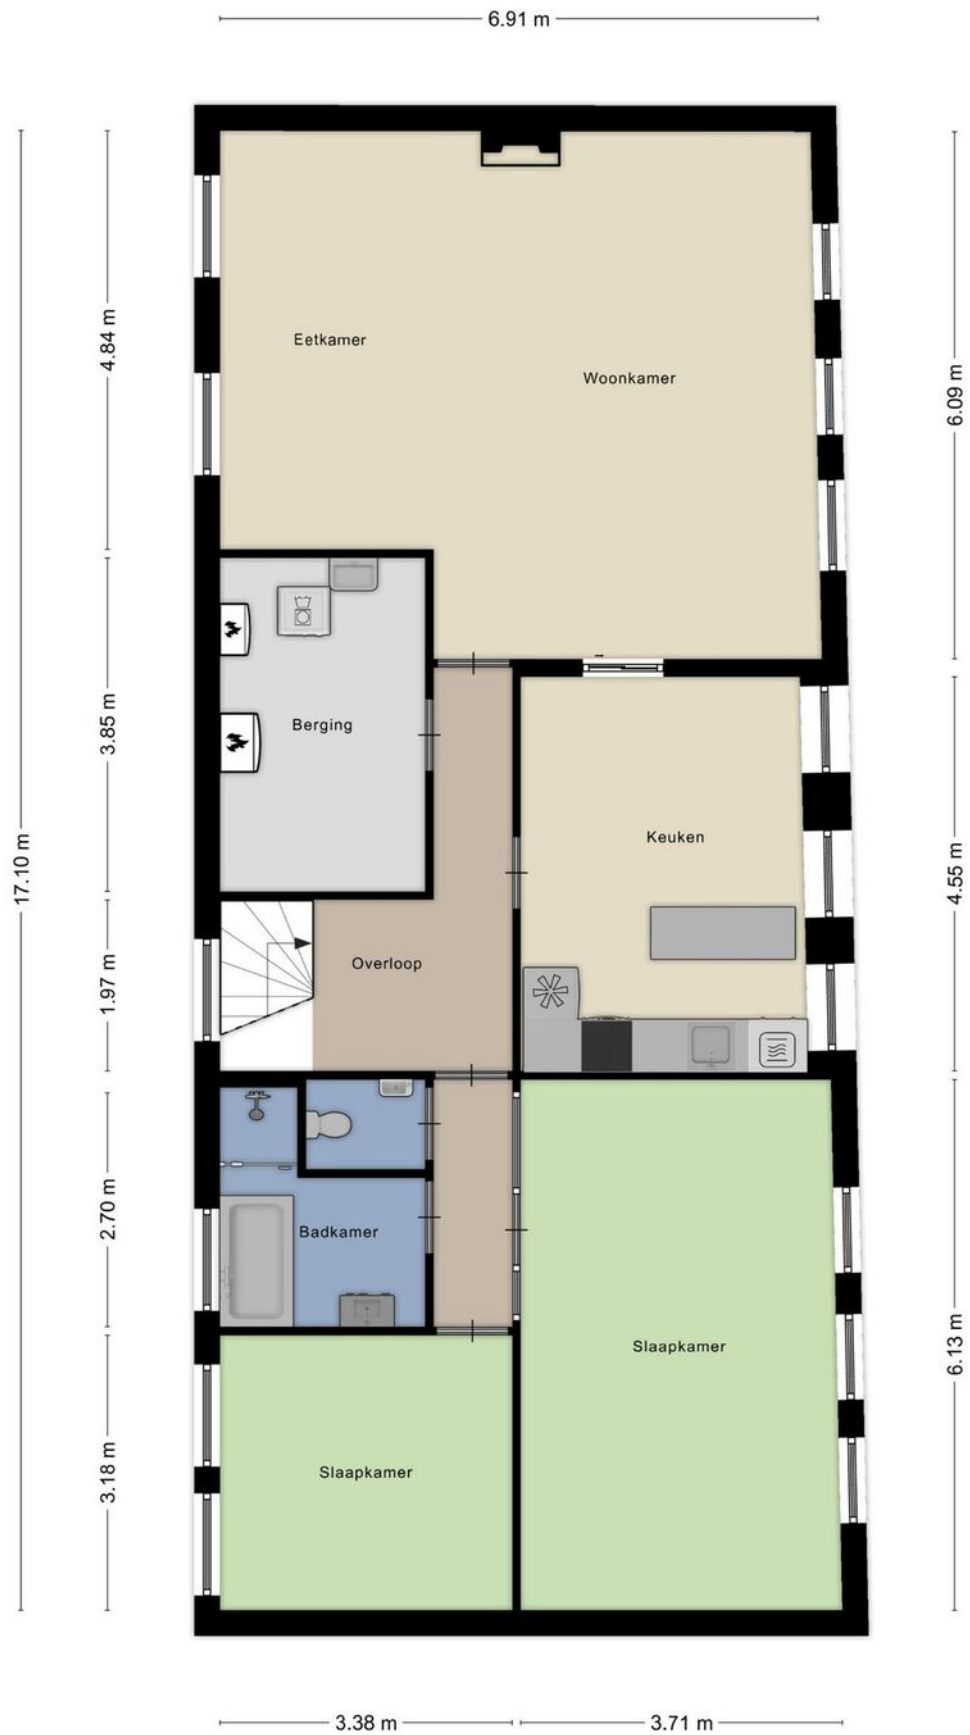 6.91 m
Eetkamer
Woonkamer
4.84 m
6.09 m
Berging
3.85 m
Keuken
17.10 m
4.55 m
Overloop
1.97 m
Badkamer
2.70 m
Slaapkamer
6.13 m
Slaapkamer
3.18 m
3.38 m
3.71 m